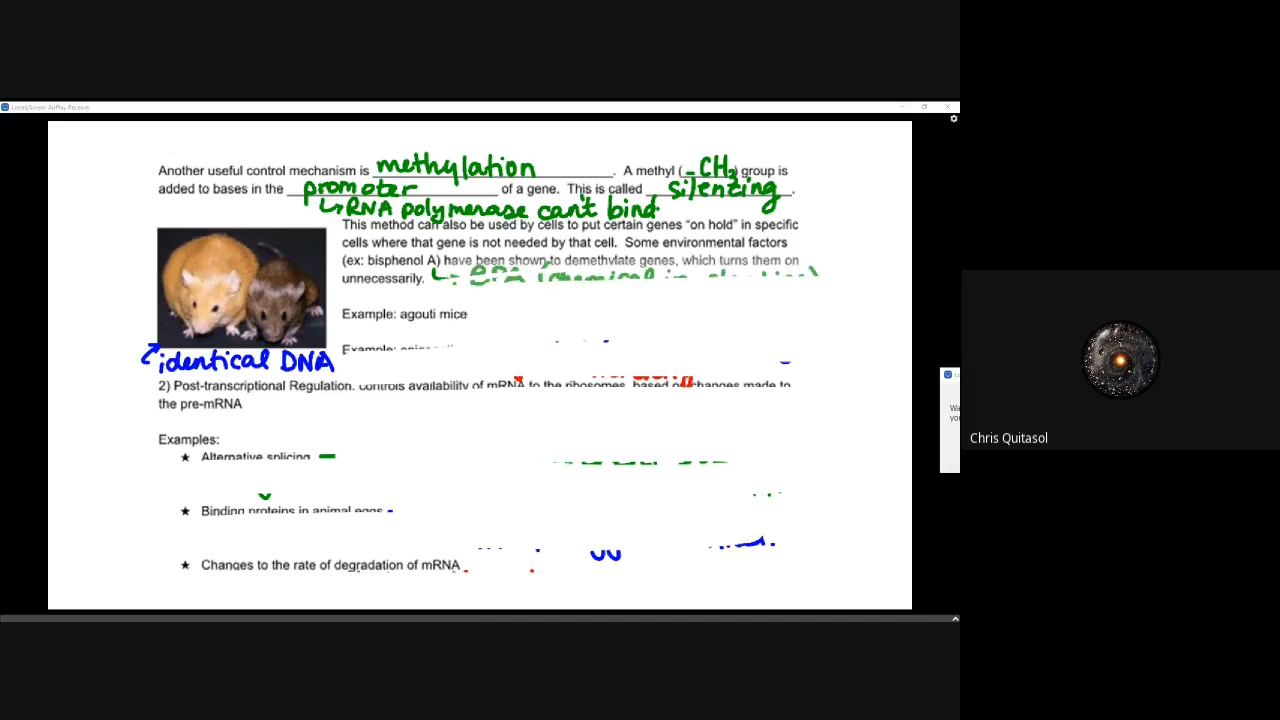 LonelyScreen AirPlay Receiver
Another useful control mechanism is methylation. A methyl (-CH3) group is
added to bases in the promoter of a gene. This is called silenzing.
↳RNA polymerase can't bind.
This method can also be used by cells to put certain genes “on hold” in specific
cells where that gene is not needed by that cell. Some environmental factors
(ex: bisphenol A) have been shown to demethylate genes, which turns them on
unnecessarily.
Example: agouti mice
Example:
identical DNA
2) Post-transcriptional Regulation: controls availability of mRNA to the ribosomes, based on changes made to
the pre-mRNA
Examples:
★ Alternative splicing
★ Binding proteins in animal eggs -
★ Changes to the rate of degradation of mRNA
Chris Quitasol